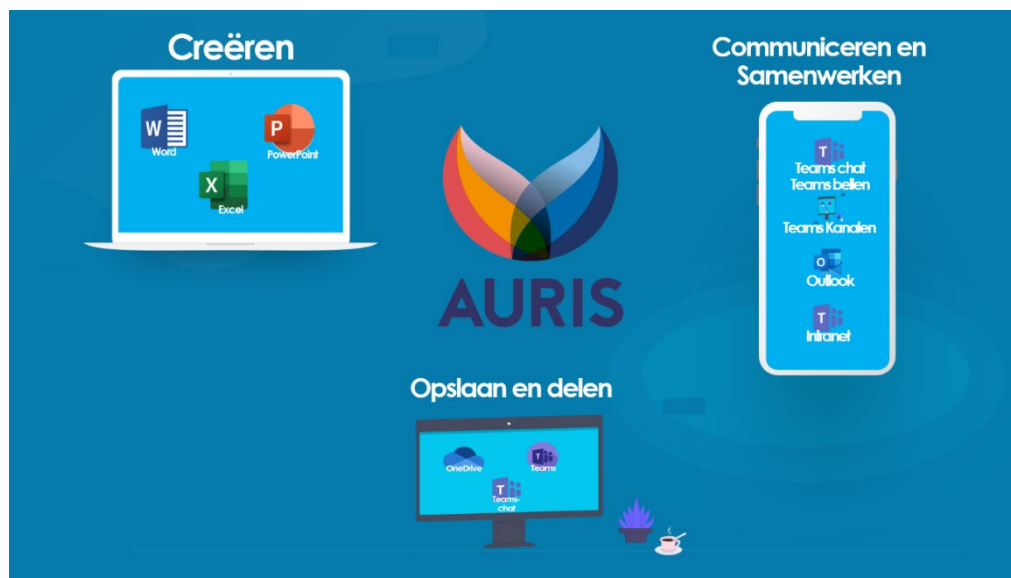 Creëren
W
Word
P
PowerPoint
X
Excel
Communiceren en
Samenwerken
T
Teams chat
Teams bellen
Teams Kanalen
O
Outlook
T
Intranet
AURIS
Opslaan en delen
OneDrive
T
Teams
T
Teams-
chat